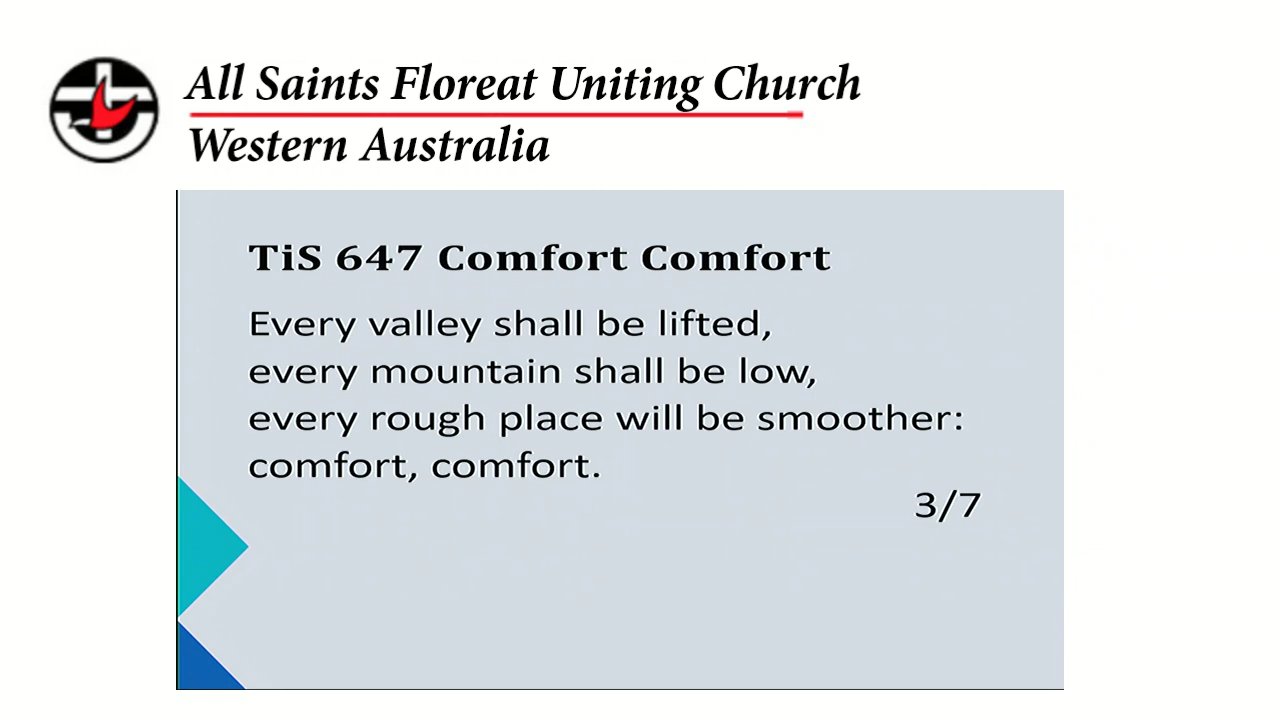 All Saints Floreat Uniting Church
Western Australia
TiS 647 Comfort Comfort
Every valley shall be lifted,
every mountain shall be low,
every rough place will be smoother:
comfort, comfort.
3/7